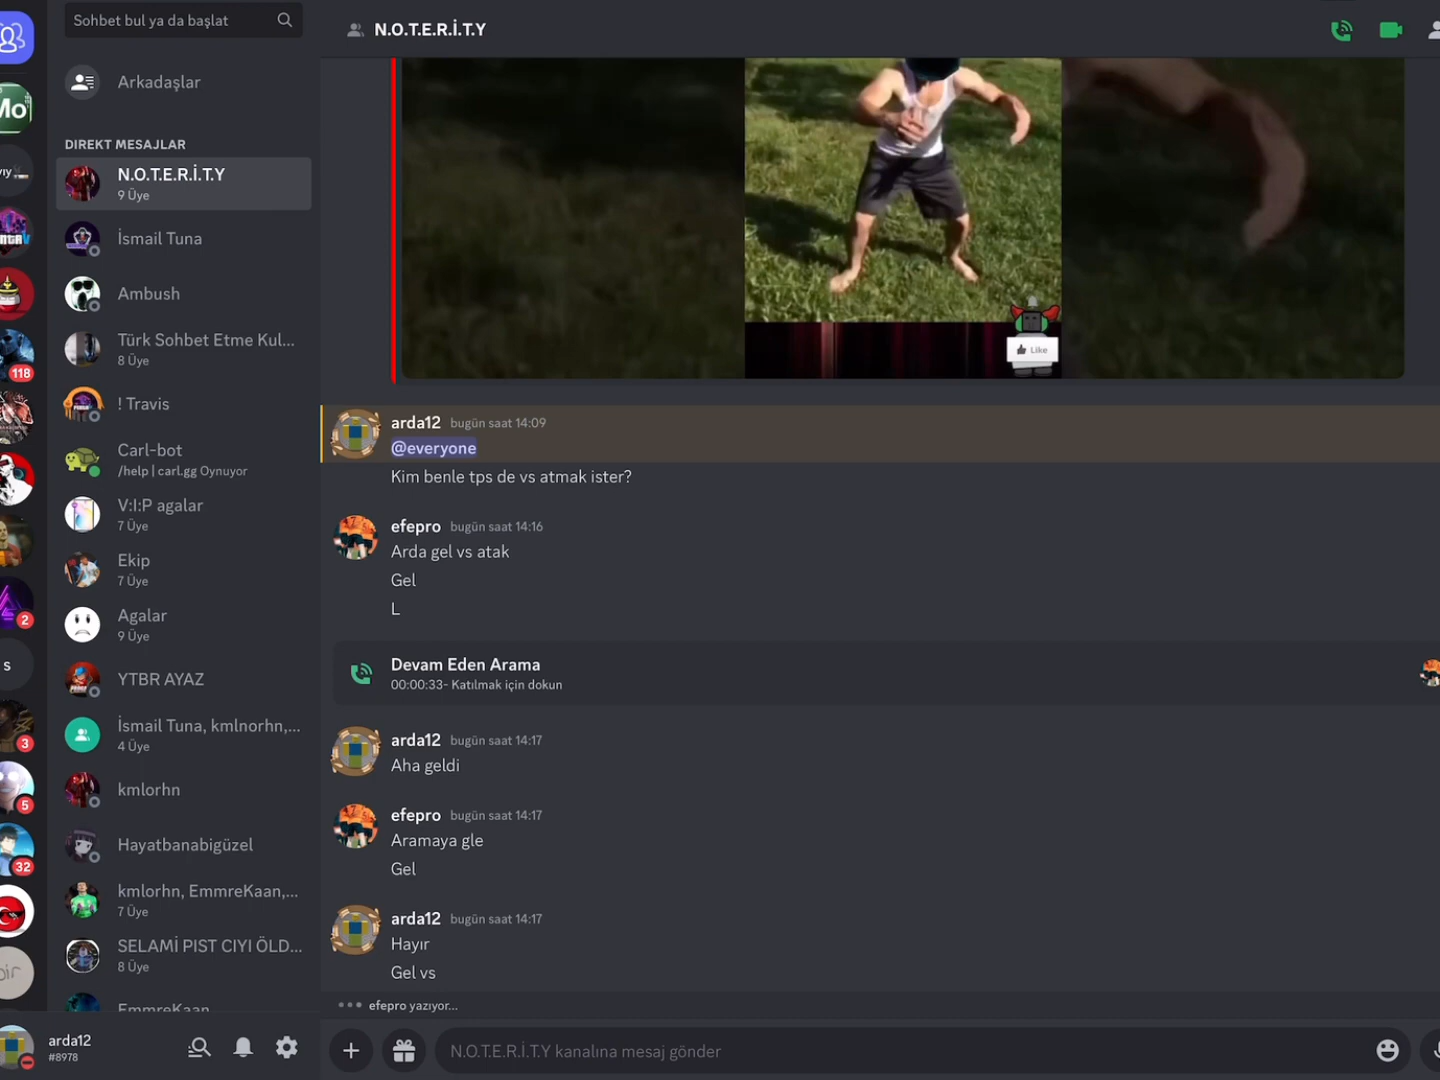 Sohbet bul ya da başlat
Arkadaşlar
DIREKT MESAJLAR
N.O.T.E.R.İ.T.Y
9 Üye
İsmail Tuna
Ambush
Türk Sohbet Etme Kul...
8 Üye
! Travis
Carl-bot
/help | carl.gg Oynuyor
V:I:P agalar
7 Üye
Ekip
7 Üye
Agalar
9 Üye
YTBR AYAZ
İsmail Tuna, kmlnorhn,...
4 Üye
kmlorhn
Hayatbanabigüzel
kmlorhn, EmmreKaan,...
7 Üye
SELAMİ PIST CIYI ÖLD...
8 Üye
EmmreKaan
arda12
#8978
118
2
s
3
5
32
N.O.T.E.R.İ.T.Y
Like
arda12 bugün saat 14:09
@everyone
Kim benle tps de vs atmak ister?
efepro bugün saat 14:16
Arda gel vs atak
Gel
L
Devam Eden Arama
00:00:33- Katılmak için dokun
arda12 bugün saat 14:17
Aha geldi
efepro bugün saat 14:17
Aramaya gle
Gel
arda12 bugün saat 14:17
Hayır
Gel vs
efepro yazıyor...
N.O.T.E.R.İ.T.Y kanalına mesaj gönder